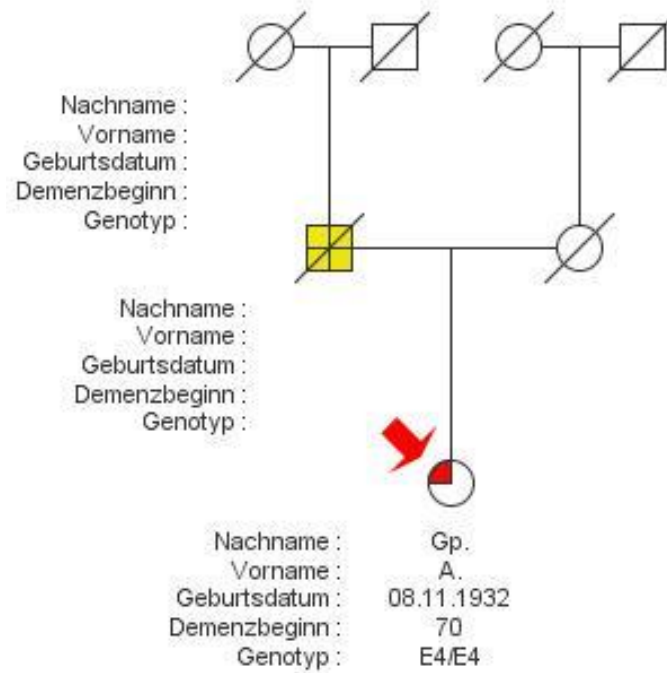 Nachname :
Vorname :
Geburtsdatum :
Demenzbeginn :
Genotyp :
Nachname :
Vorname :
Geburtsdatum :
Demenzbeginn :
Genotyp :
Nachname : Gp.
Vorname : A.
Geburtsdatum : 08.11.1932
Demenzbeginn : 70
Genotyp : E4/E4